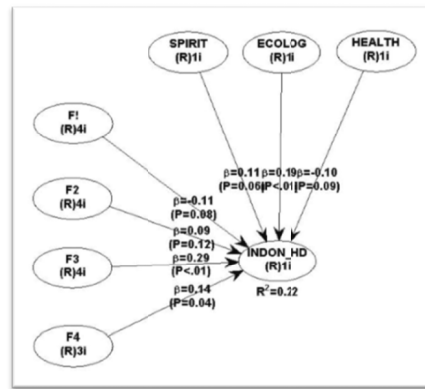 SPIRIT
(R)1i
ECOLOG
(R)1i
HEALTH
(R)1i
F!
(R)4i
F2
(R)4i
F3
(R)4i
F4
(R)3i
β=0.11
(P=0.06)
β=0.19
(P<.01)
β=-0.10
(P=0.09)
β=-0.11
(P=0.08)
β=0.09
(P=0.12)
β=0.29
(P<.01)
β=0.14
(P=0.04)
INDON_HD
(R)1i
R²=0.22